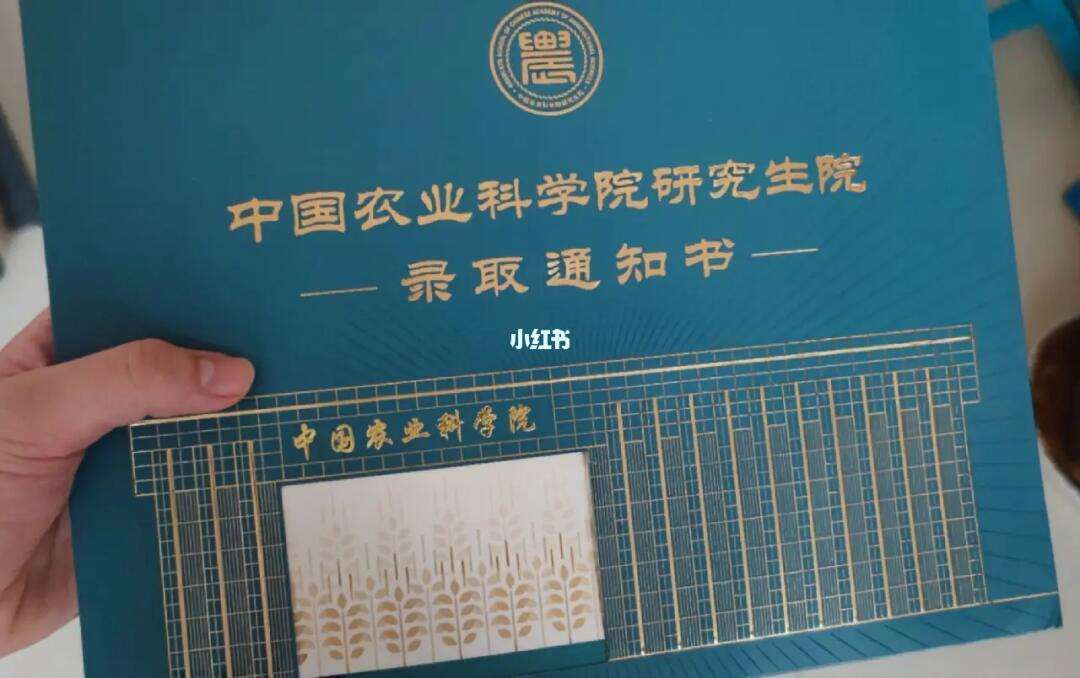 中国农业科学院研究生院
录取通知书
小红书
中国农业科学院